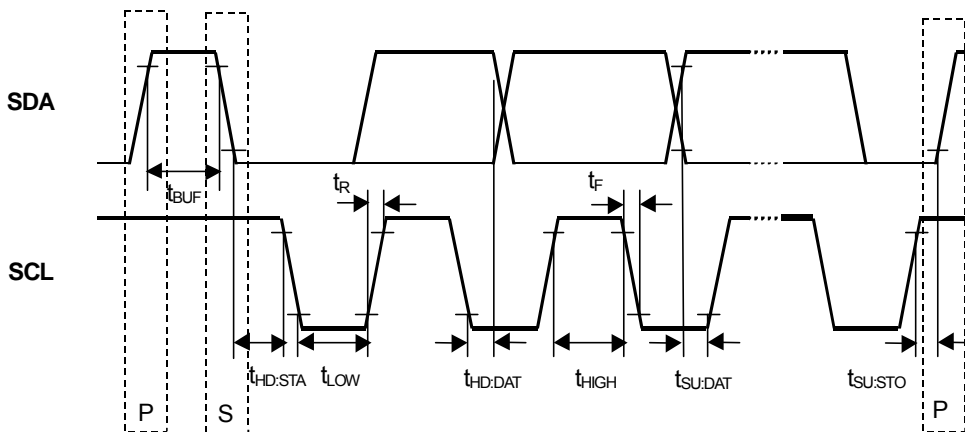 SDA
tBUF
tR
tF
SCL
tHD:STA
tLOW
tHD:DAT
tHIGH
tSU:DAT
tSU:STO
P
S
P